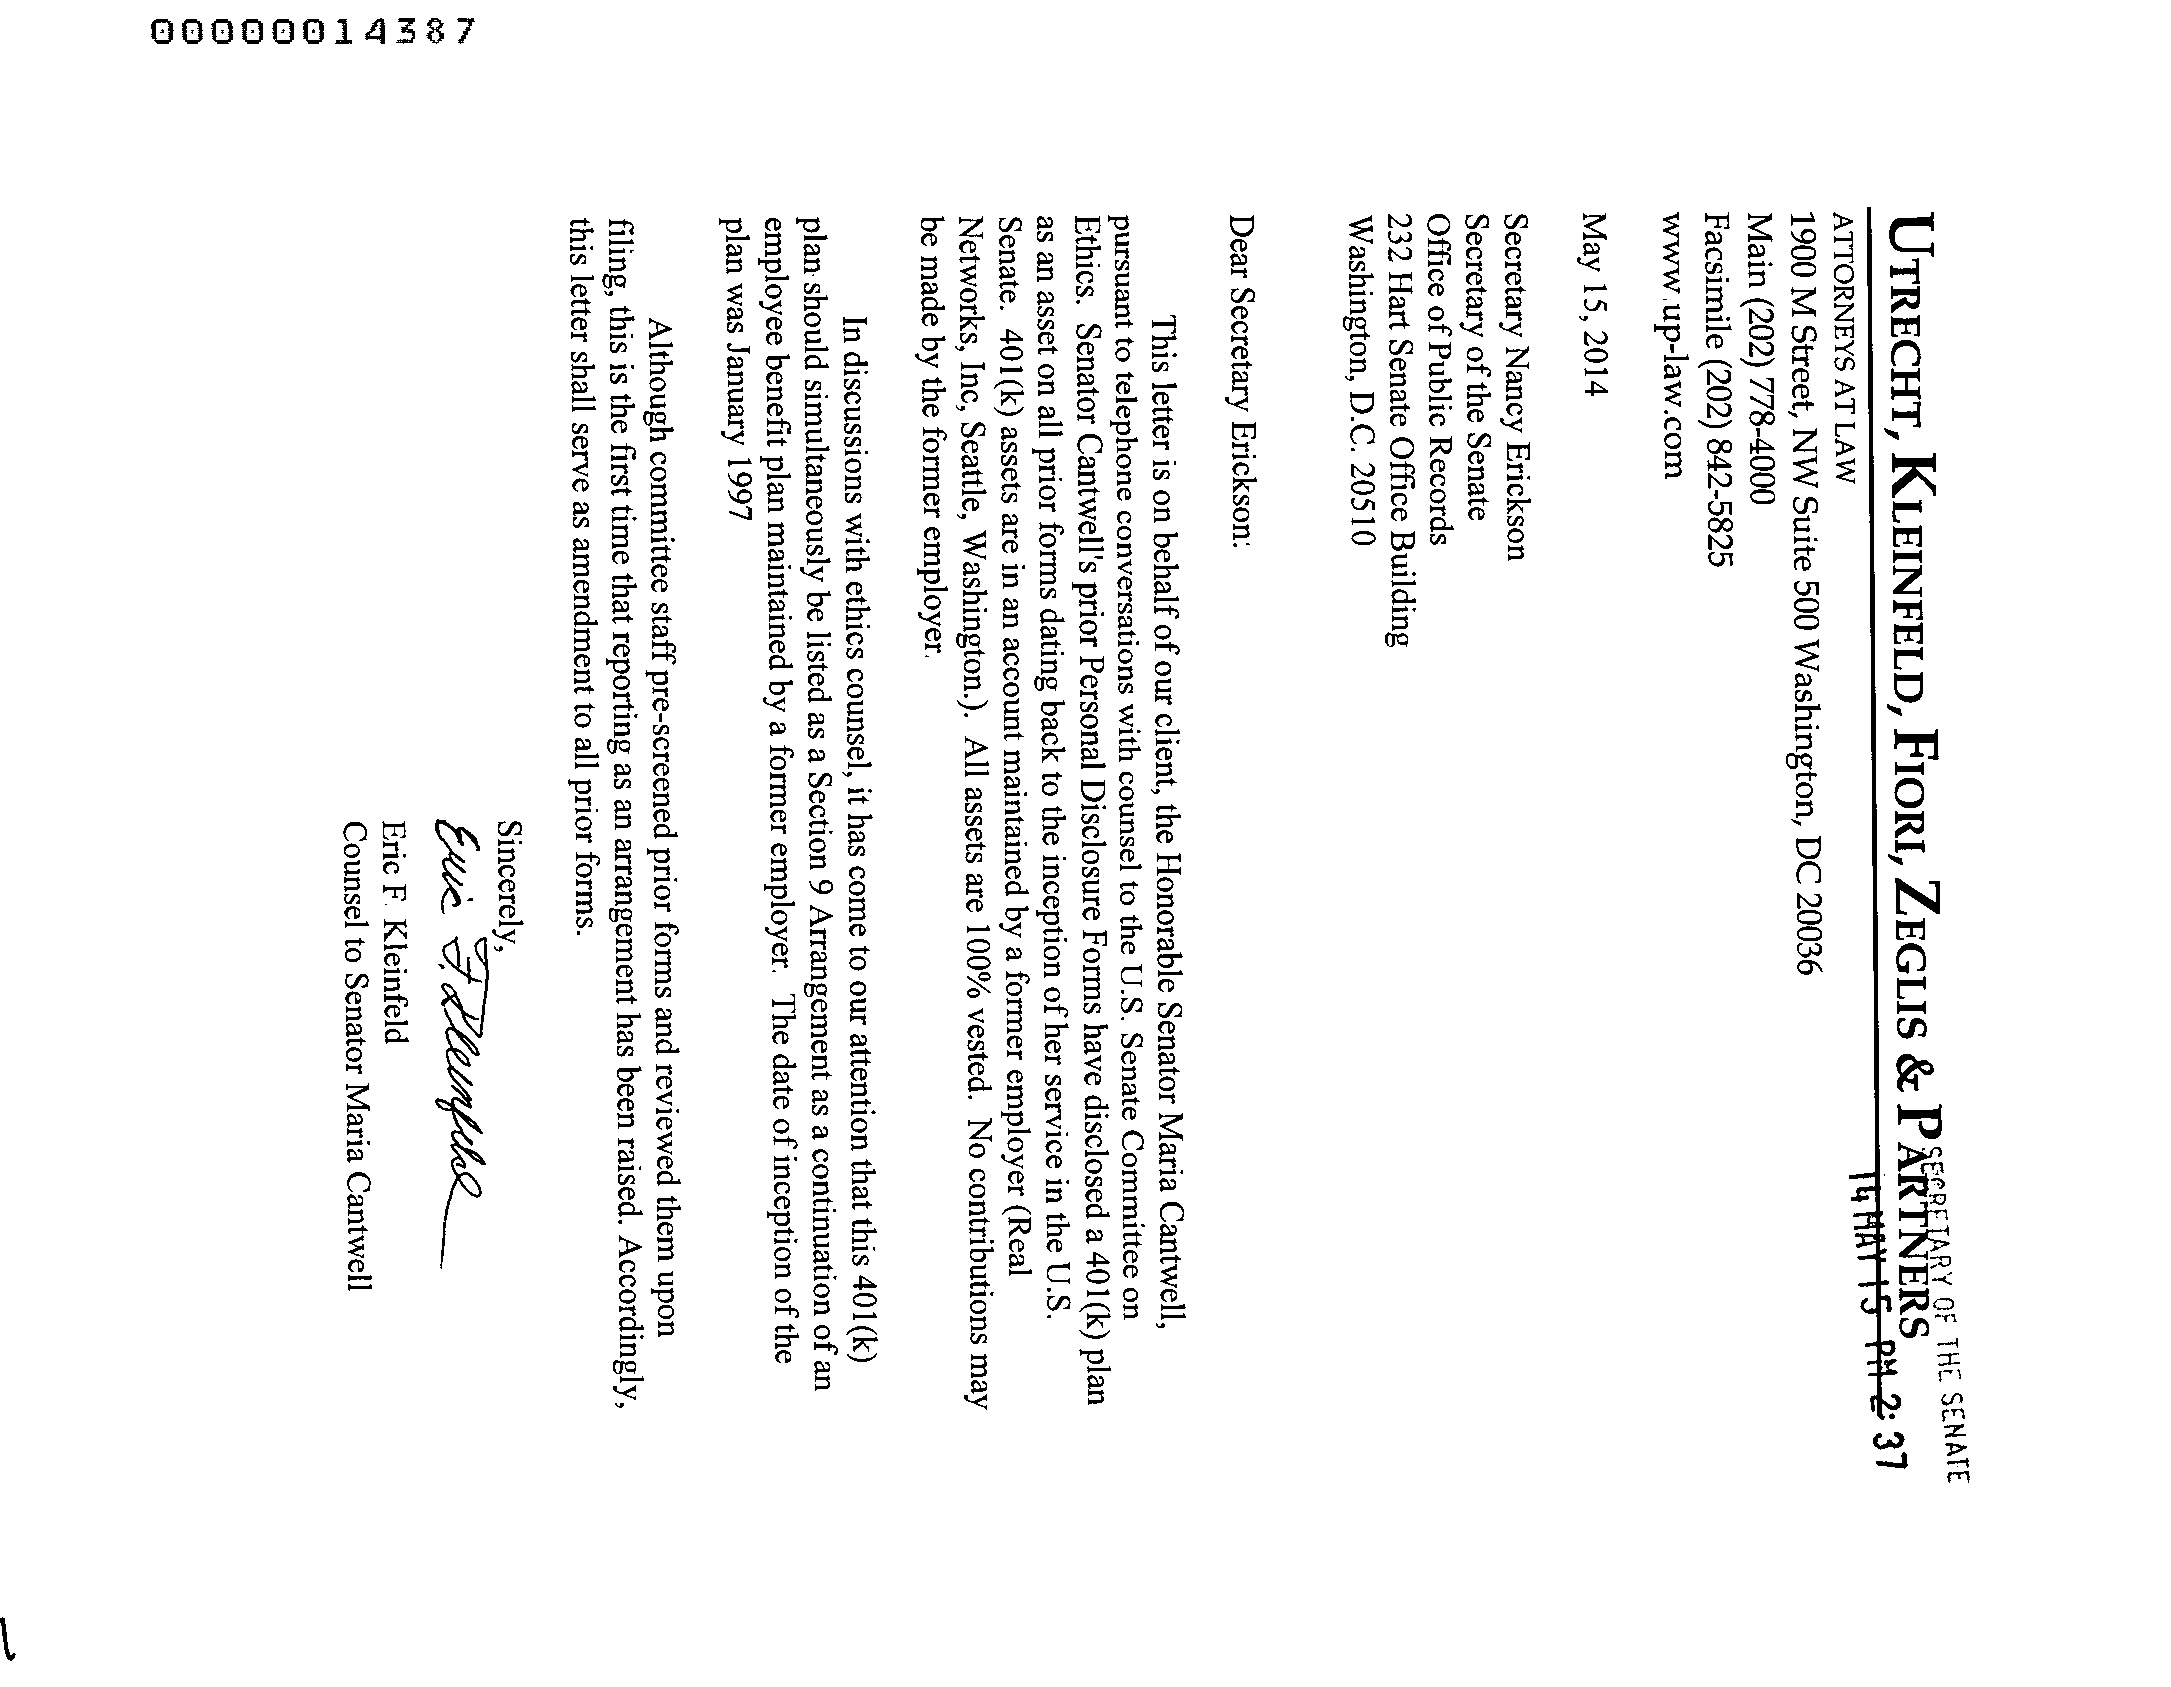 UTRECHT, KLEINFELD, FIORI, ZEGLIS & PARTNERS
SECRETARY OF THE SENATE
14 MAY 15 PM 2:37
ATTORNEYS AT LAW
1900 M Street, NW Suite 500 Washington, DC 20036
Main (202) 778-4000
Facsimile (202) 842-5825
www.up-law.com
May 15, 2014
Secretary Nancy Erickson
Secretary of the Senate
Office of Public Records
232 Hart Senate Office Building
Washington, D.C. 20510
Dear Secretary Erickson:
This letter is on behalf of our client, the Honorable Senator Maria Cantwell,
pursuant to telephone conversations with counsel to the U.S. Senate Committee on
Ethics. Senator Cantwell's prior Personal Disclosure Forms have disclosed a 401(k) plan
as an asset on all prior forms dating back to the inception of her service in the U.S.
Senate. 401(k) assets are in an account maintained by a former employer (Real
Networks, Inc, Seattle, Washington.). All assets are 100% vested. No contributions may
be made by the former employer.
In discussions with ethics counsel, it has come to our attention that this 401(k)
plan should simultaneously be listed as a Section 9 Arrangement as a continuation of an
employee benefit plan maintained by a former employer. The date of inception of the
plan was January 1997
Although committee staff pre-screened prior forms and reviewed them upon
filing, this is the first time that reporting as an arrangement has been raised. Accordingly,
this letter shall serve as amendment to all prior forms.
Sincerely,
Eric F. Kleinfeld
Eric F. Kleinfeld
Counsel to Senator Maria Cantwell
00000014387